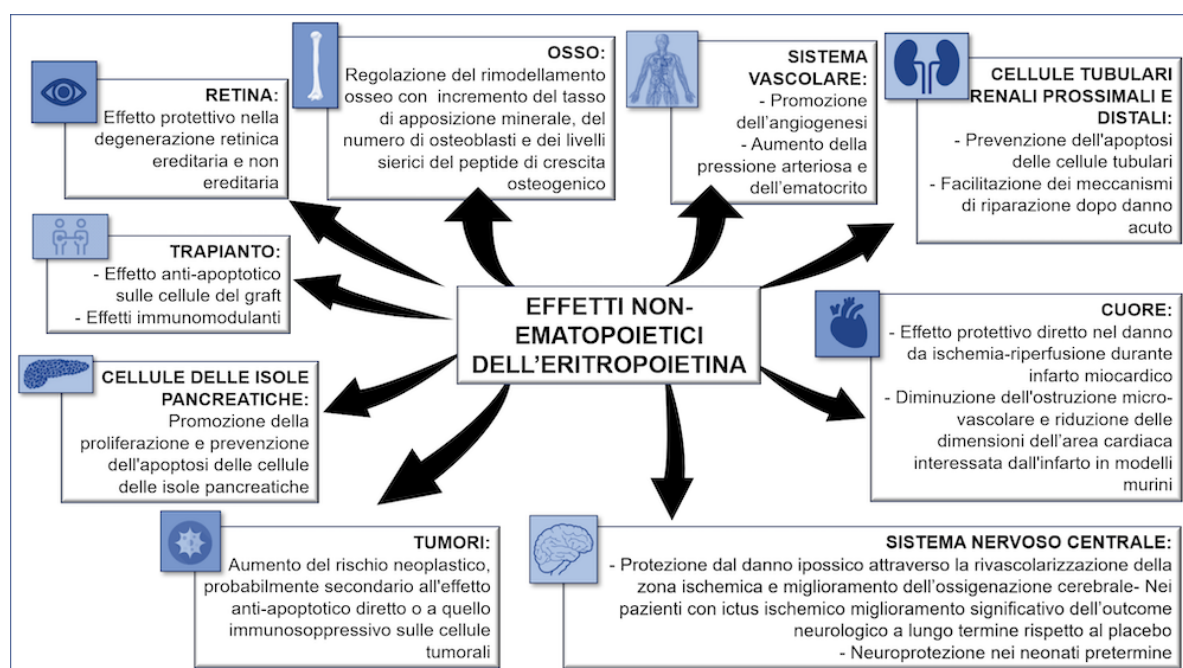 RETINA:
Effetto protettivo nella
degenerazione retinica
ereditaria e non
ereditaria
OSSO:
Regolazione del rimodellamento
osseo con incremento del tasso
di apposizione minerale, del
numero di osteoblasti e dei livelli
sierici del peptide di crescita
osteogenico
SISTEMA
VASCOLARE:
- Promozione
dell'angiogenesi
- Aumento della
pressione arteriosa e
dell'ematocrito
CELLULE TUBULARI
RENALI PROSSIMALI E
DISTALI:
- Prevenzione dell'apoptosi
delle cellule tubulari
- Facilitazione dei meccanismi
di riparazione dopo danno
acuto
TRAPIANTO:
- Effetto anti-apoptotico
sulle cellule del graft
- Effetti immunomodulanti
EFFETTI NON-
EMATOPOIETICI
DELL'ERITROPOIETINA
CUORE:
- Effetto protettivo diretto nel danno
da ischemia-riperfusione durante
infarto miocardico
- Diminuzione dell'ostruzione micro-
vascolare e riduzione delle
dimensioni dell'area cardiaca
interessata dall'infarto in modelli
murini
CELLULE DELLE ISOLE
PANCREATICHE:
Promozione della
proliferazione e prevenzione
dell'apoptosi delle cellule
delle isole pancreatiche
TUMORI:
Aumento del rischio neoplastico,
probabilmente secondario all'effetto
anti-apoptotico diretto o a quello
immunosoppressivo sulle cellule
tumorali
SISTEMA NERVOSO CENTRALE:
- Protezione dal danno ipossico attraverso la rivascolarizzazione della
zona ischemica e miglioramento dell'ossigenazione cerebrale- Nei
pazienti con ictus ischemico miglioramento significativo dell'outcome
neurologico a lungo termine rispetto al placebo
- Neuroprotezione nei neonati pretermine